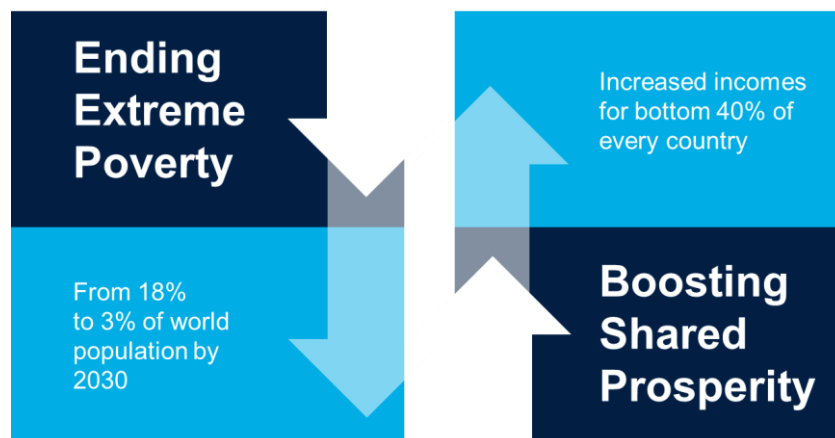 Ending
Extreme
Poverty
From 18%
to 3% of world
population by
2030
Increased incomes
for bottom 40% of
every country
Boosting
Shared
Prosperity